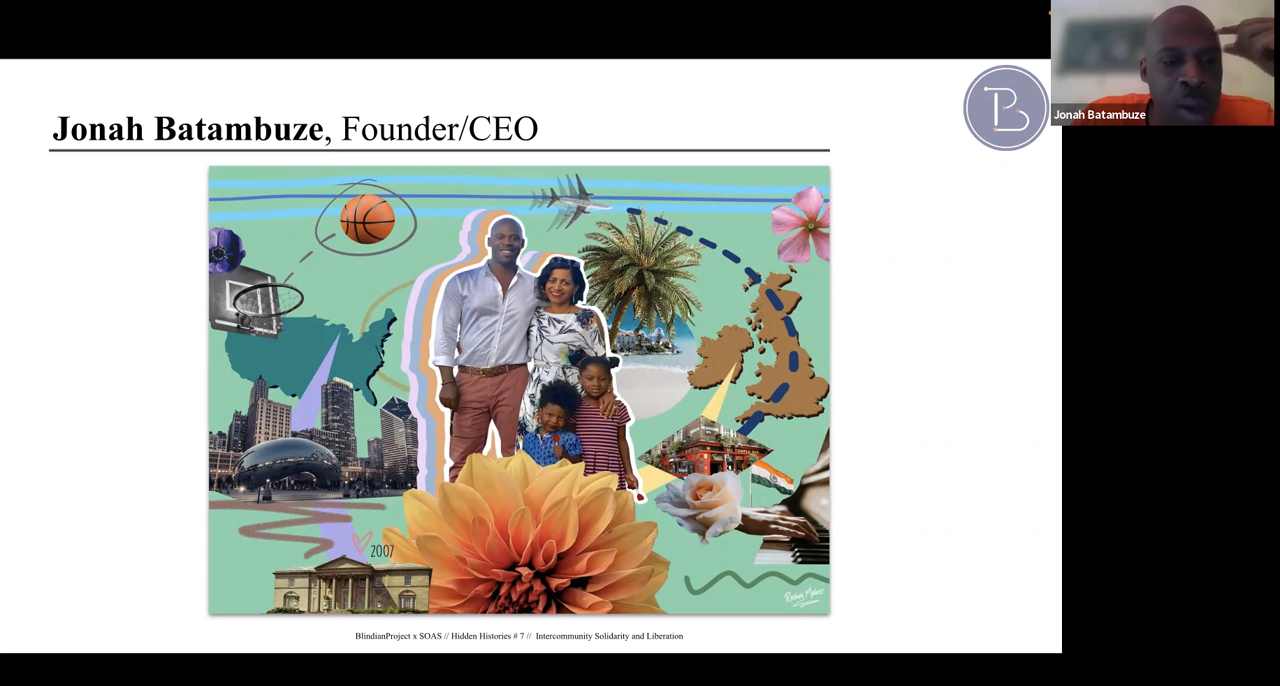 Jonah Batambuze, Founder/CEO
B
Jonah Batambuze
2007
BlindianProject x SOAS // Hidden Histories # 7 // Intercommunity Solidarity and Liberation